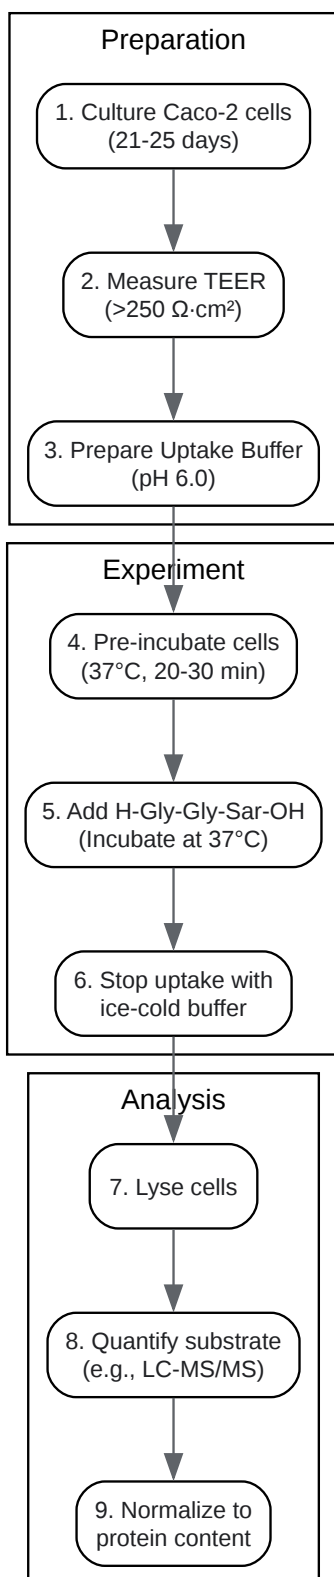 Preparation
1. Culture Caco-2 cells
(21-25 days)
2. Measure TEER
(>250 Ω·cm²)
3. Prepare Uptake Buffer
(pH 6.0)
Experiment
4. Pre-incubate cells
(37°C, 20-30 min)
5. Add H-Gly-Gly-Sar-OH
(Incubate at 37°C)
6. Stop uptake with
ice-cold buffer
Analysis
7. Lyse cells
8. Quantify substrate
(e.g., LC-MS/MS)
9. Normalize to
protein content